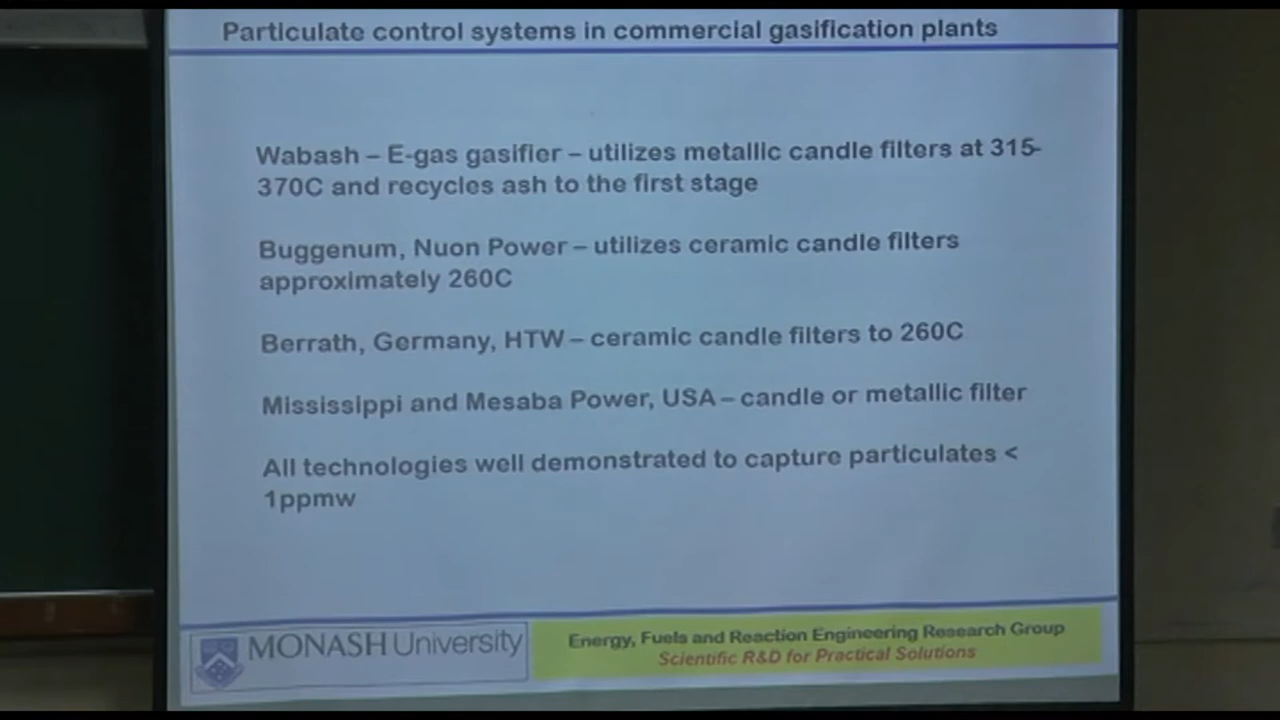 Particulate control systems in commercial gasification plants
Wabash – E-gas gasifier – utilizes metallic candle filters at 315-
370C and recycles ash to the first stage
Buggenum, Nuon Power – utilizes ceramic candle filters
approximately 260C
Berrath, Germany, HTW – ceramic candle filters to 260C
Mississippi and Mesaba Power, USA – candle or metallic filter
All technologies well demonstrated to capture particulates <
1ppmw
MONASH University
Energy, Fuels and Reaction Engineering Research Group
Scientific R&D for Practical Solutions